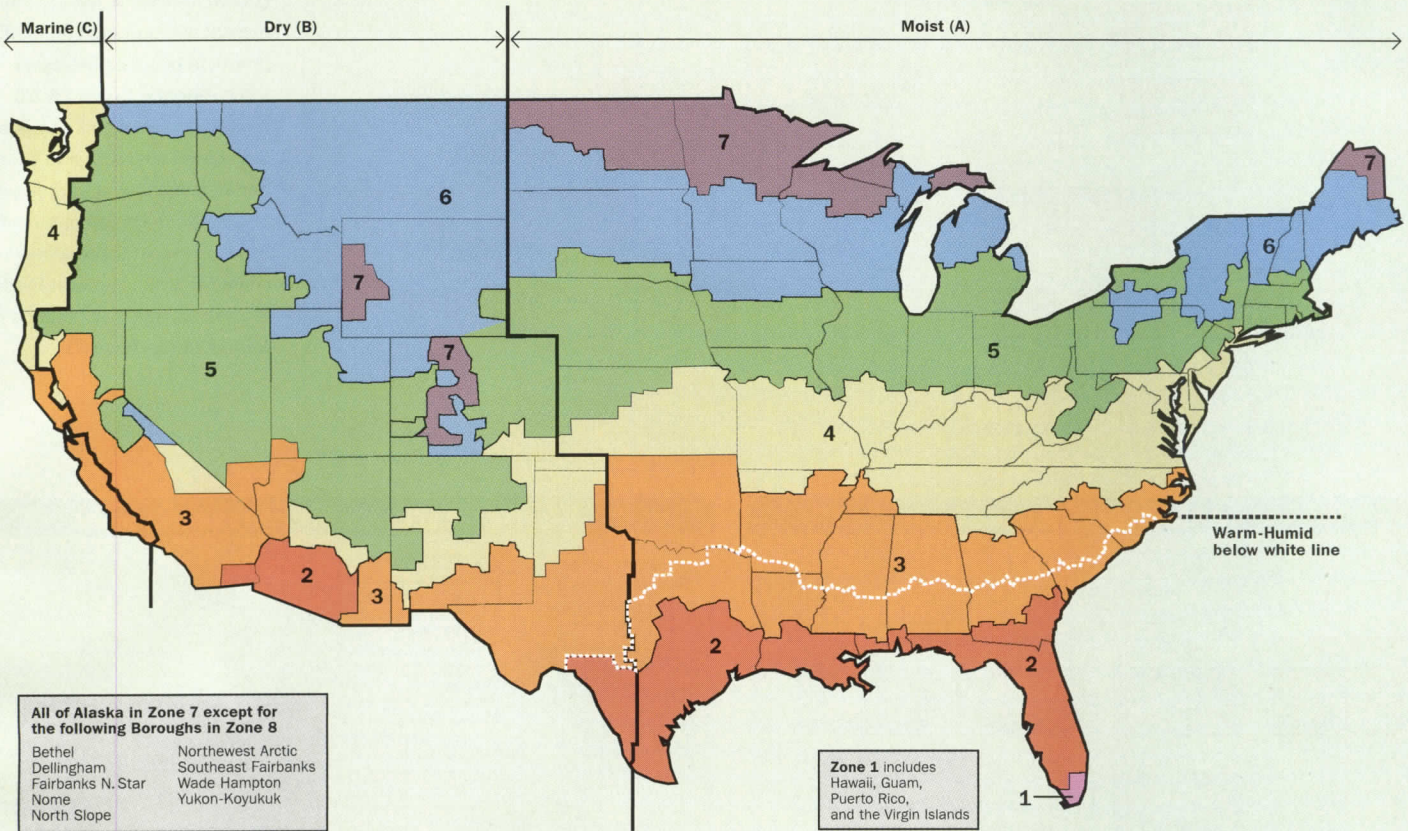 Marine (C)
Dry (B)
Moist (A)
7
7
6
4
6
7
7
5
5
4
3
Warm-Humid
below white line
2
3
3
2
2
All of Alaska in Zone 7 except for
the following Boroughs in Zone 8
Bethel
Dellingham
Fairbanks N. Star
Nome
North Slope
Northewest Arctic
Southeast Fairbanks
Wade Hampton
Yukon-Koyukuk
Zone 1 includes
Hawaii, Guam,
Puerto Rico,
and the Virgin Islands
1